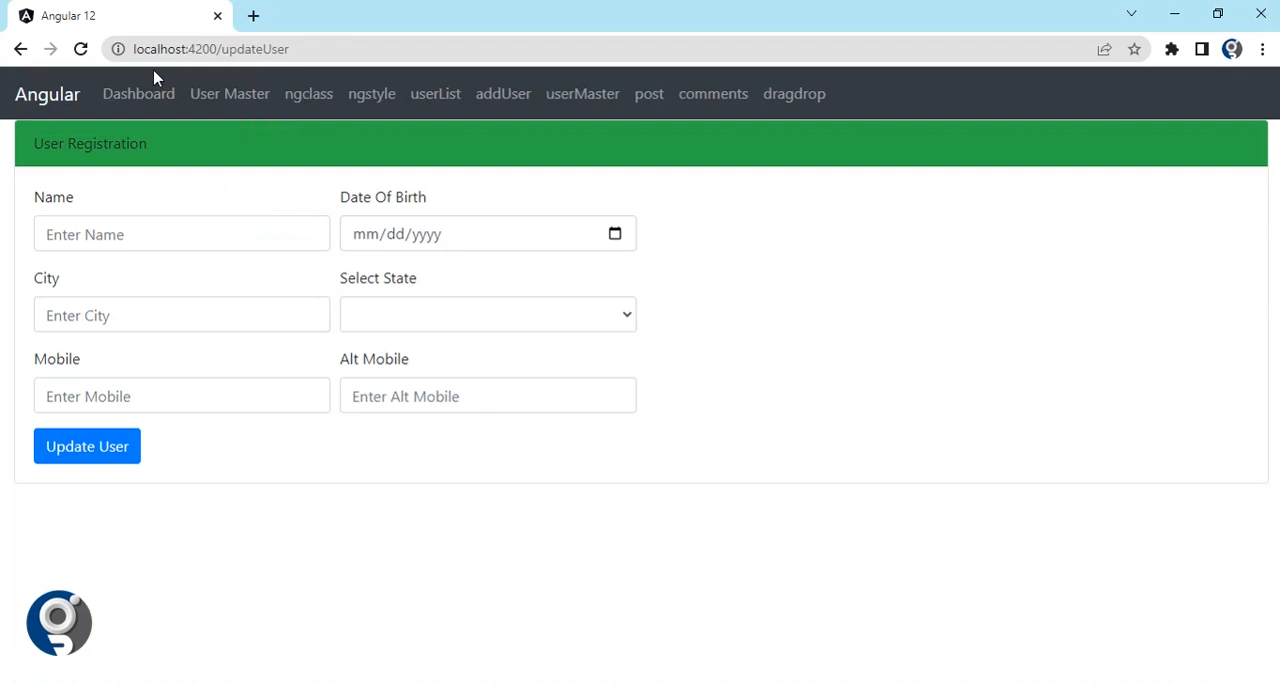 Angular 12
localhost:4200/updateUser
Angular Dashboard User Master ngclass ngstyle userList addUser userMaster post comments dragdrop
User Registration
Name Date Of Birth
Enter Name mm/dd/yyyy
City Select State
Enter City
Mobile Alt Mobile
Enter Mobile Enter Alt Mobile
Update User